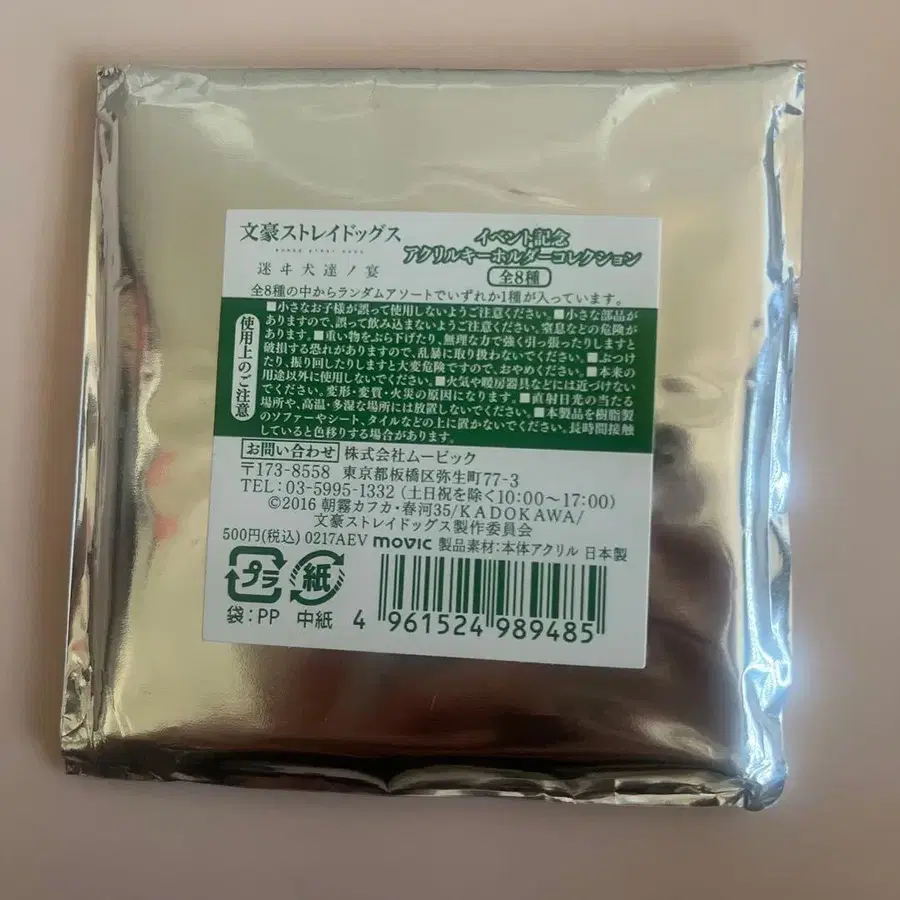 文豪ストレイドッグス
BUNGO STRAY DOGS
迷ヰ犬達ノ宴
イベント記念
アクリルキーホルダーコレクション
全8種
全8種の中からランダムアソートでいずれか1種が入っています。
使用上のご注意
■小さなお子様が誤って使用しないようご注意ください。■小さな部品が
ありますので、誤って飲み込まないようご注意ください。窒息などの危険が
あります。■重い物をぶら下げたり、無理な力で強く引っ張ったりしますと
破損する恐れがありますので、乱暴に取り扱わないでください。■ぶつけ
たり、振り回したりしますと大変危険ですので、おやめください。■本来の
用途以外に使用しないでください。■火気や暖房器具などには近づけない
でください。変形・変質・火災の原因になります。■直射日光の当たる
場所や、高温・多湿な場所には放置しないでください。■本製品を樹脂製
のソファーやシート、タイルなどの上に置かないでください。長時間接触
していると色移りする場合があります。
お問い合わせ 株式会社ムービック
〒173-8558 東京都板橋区弥生町77-3
TEL:03-5995-1332 (土日祝を除く10:00~17:00)
©2016 朝霧カフカ・春河35/KADOKAWA/
文豪ストレイドッグス製作委員会
500円(税込) 0217AEV movic 製品素材:本体アクリル 日本製
プラ 紙
袋:PP 中紙 4 961524 989485